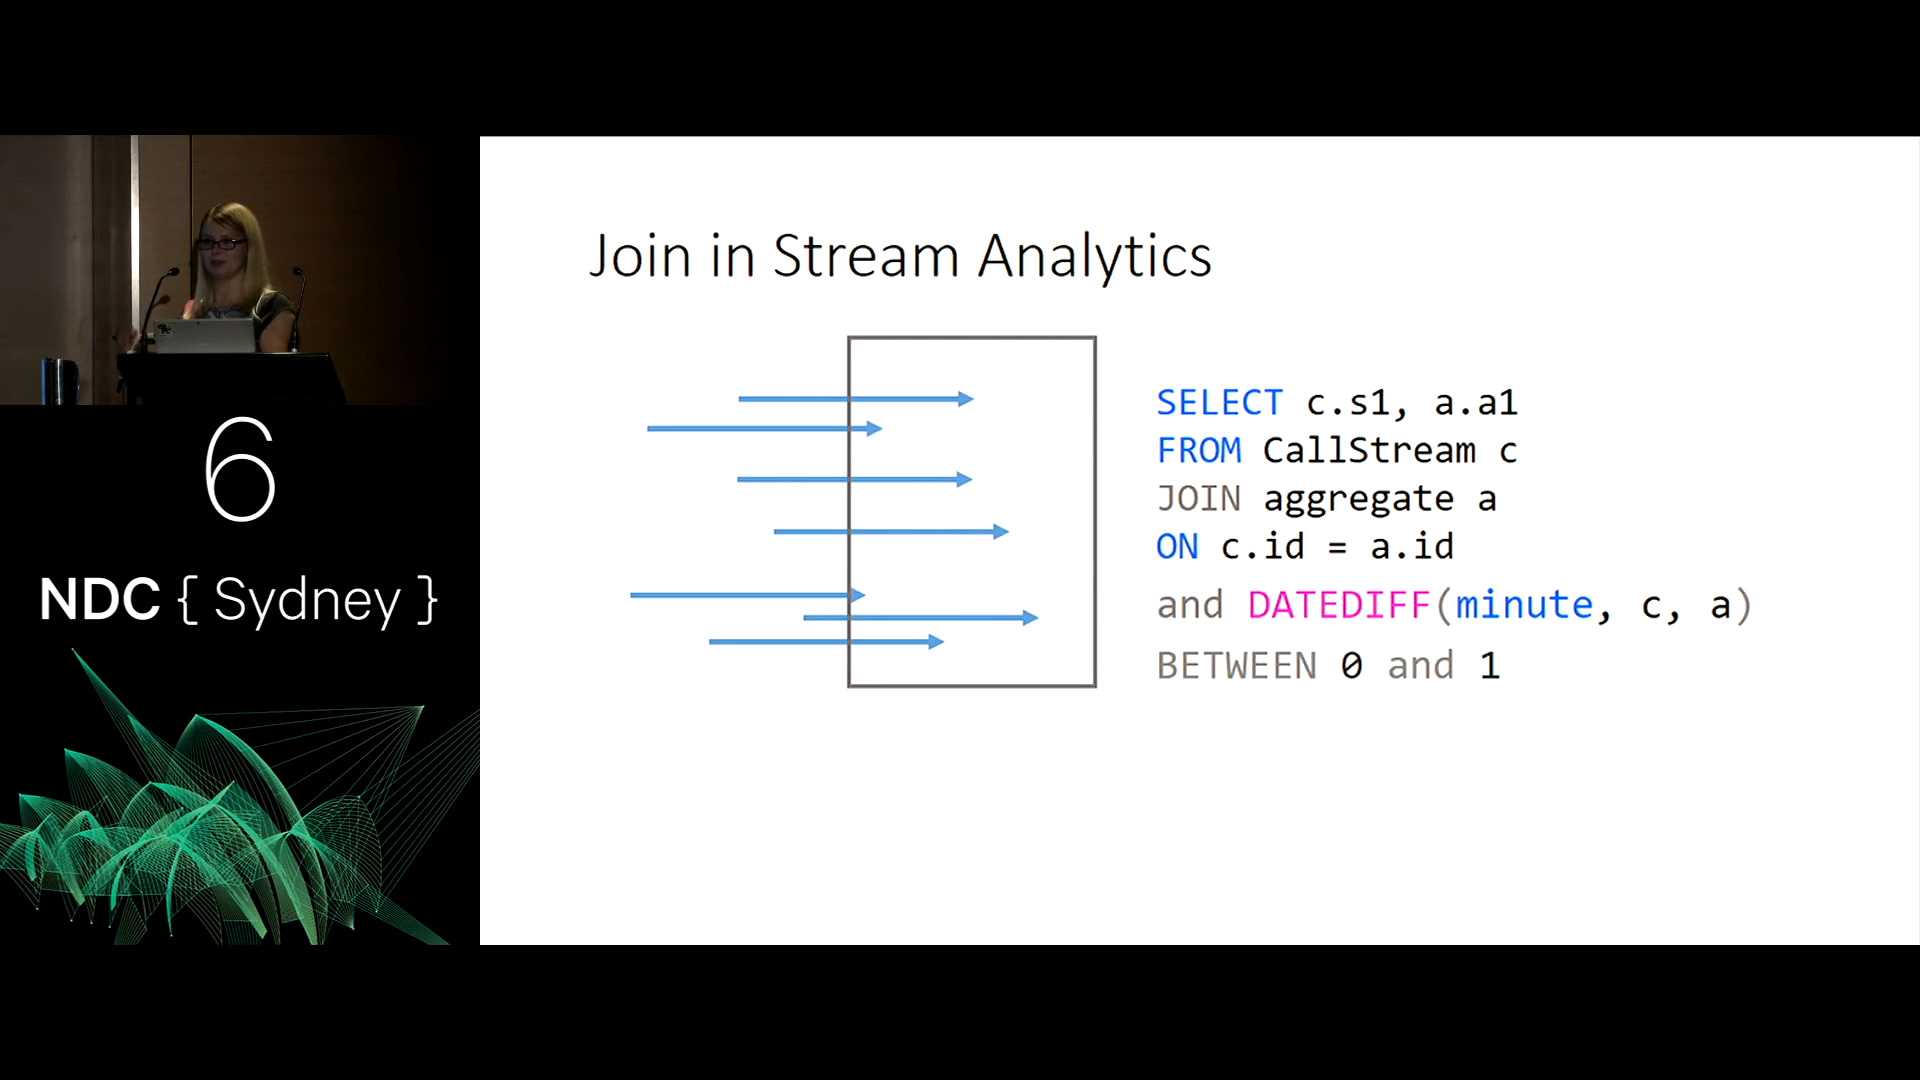 6
NDC { Sydney }
Join in Stream Analytics
SELECT c.s1, a.a1
FROM CallStream c
JOIN aggregate a
ON c.id = a.id
and DATEDIFF(minute, c, a)
BETWEEN 0 and 1